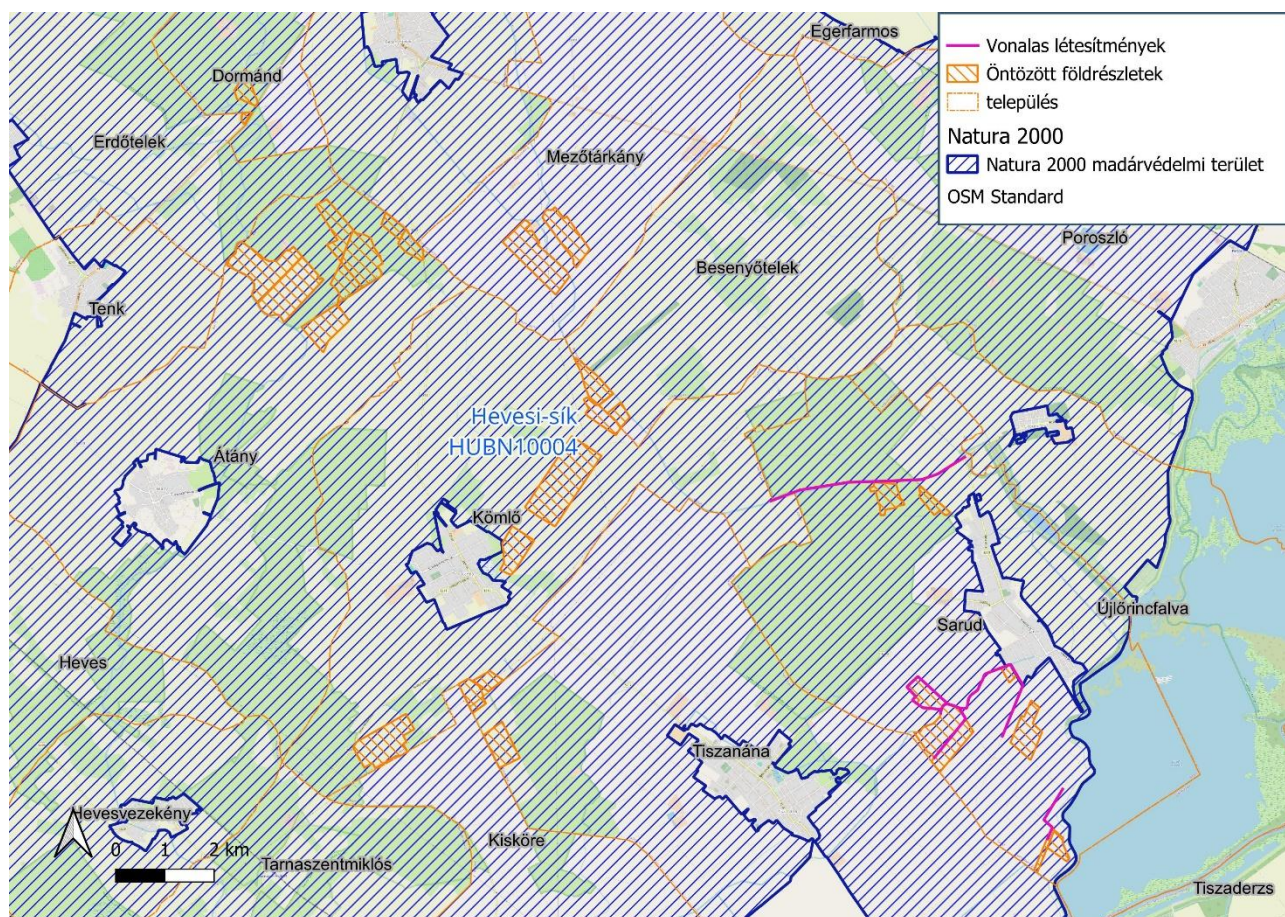 Vonalas létesítmények
Öntözött földrészletek
település
Natura 2000
Natura 2000 madárvédelmi terület
OSM Standard
Egerfarmos
Dormánd
Erdőtelek
Mezőtárkány
Poroszló
Besenyőtelek
Tenk
Hevesi-sík
HUBN10004
Átány
Kömlő
Újlőrincfalva
Sarud
Heves
Tiszanána
Hevesvezekény
Kisköre
0 1 2 km
Tarnaszentmiklós
Tiszaderzs